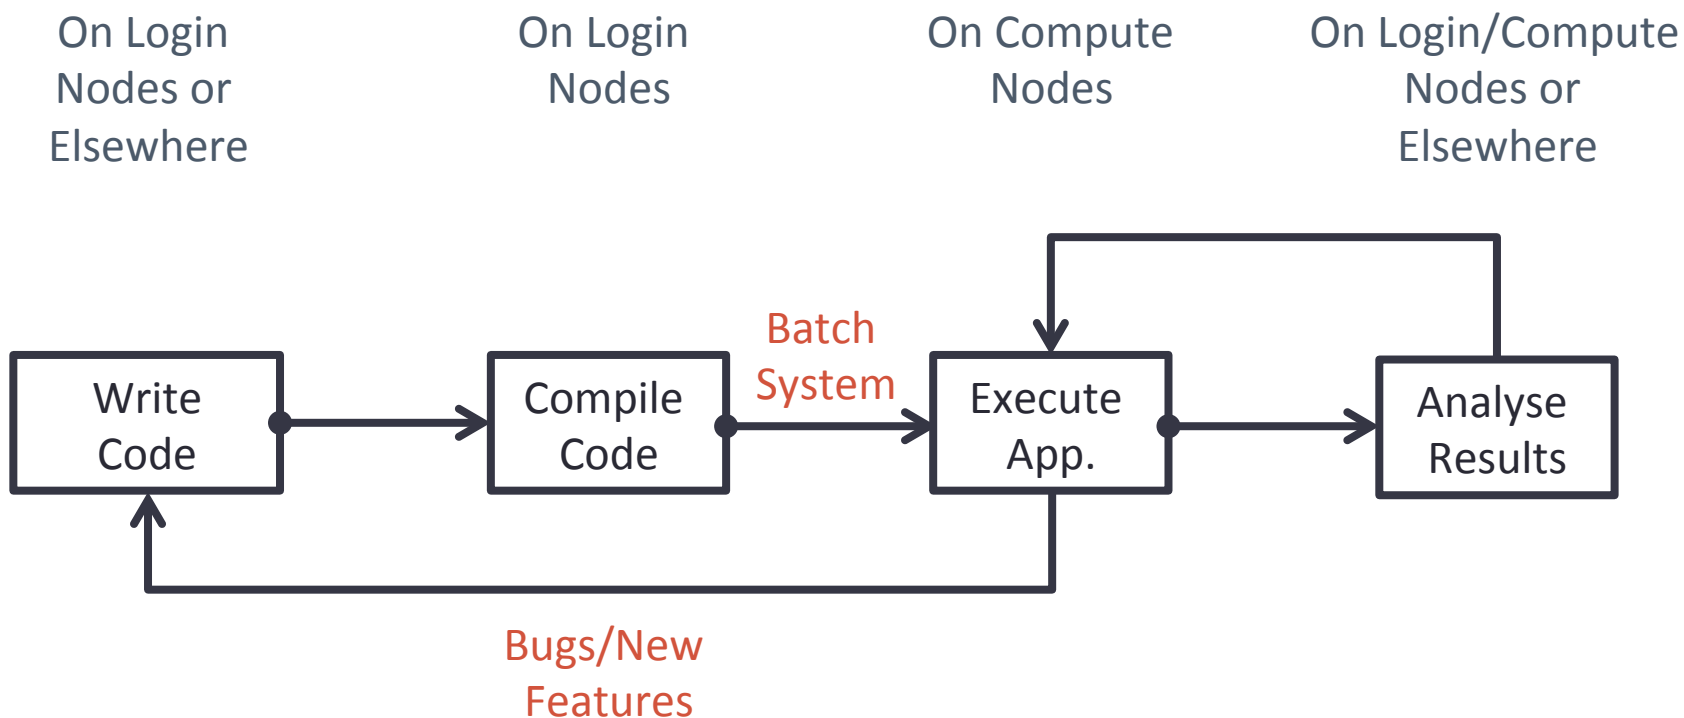 On Login
Nodes or
Elsewhere
On Login
Nodes
On Compute
Nodes
On Login/Compute
Nodes or
Elsewhere
Write
Code
Compile
Code
Batch
System
Execute
App.
Analyse
Results
Bugs/New
Features